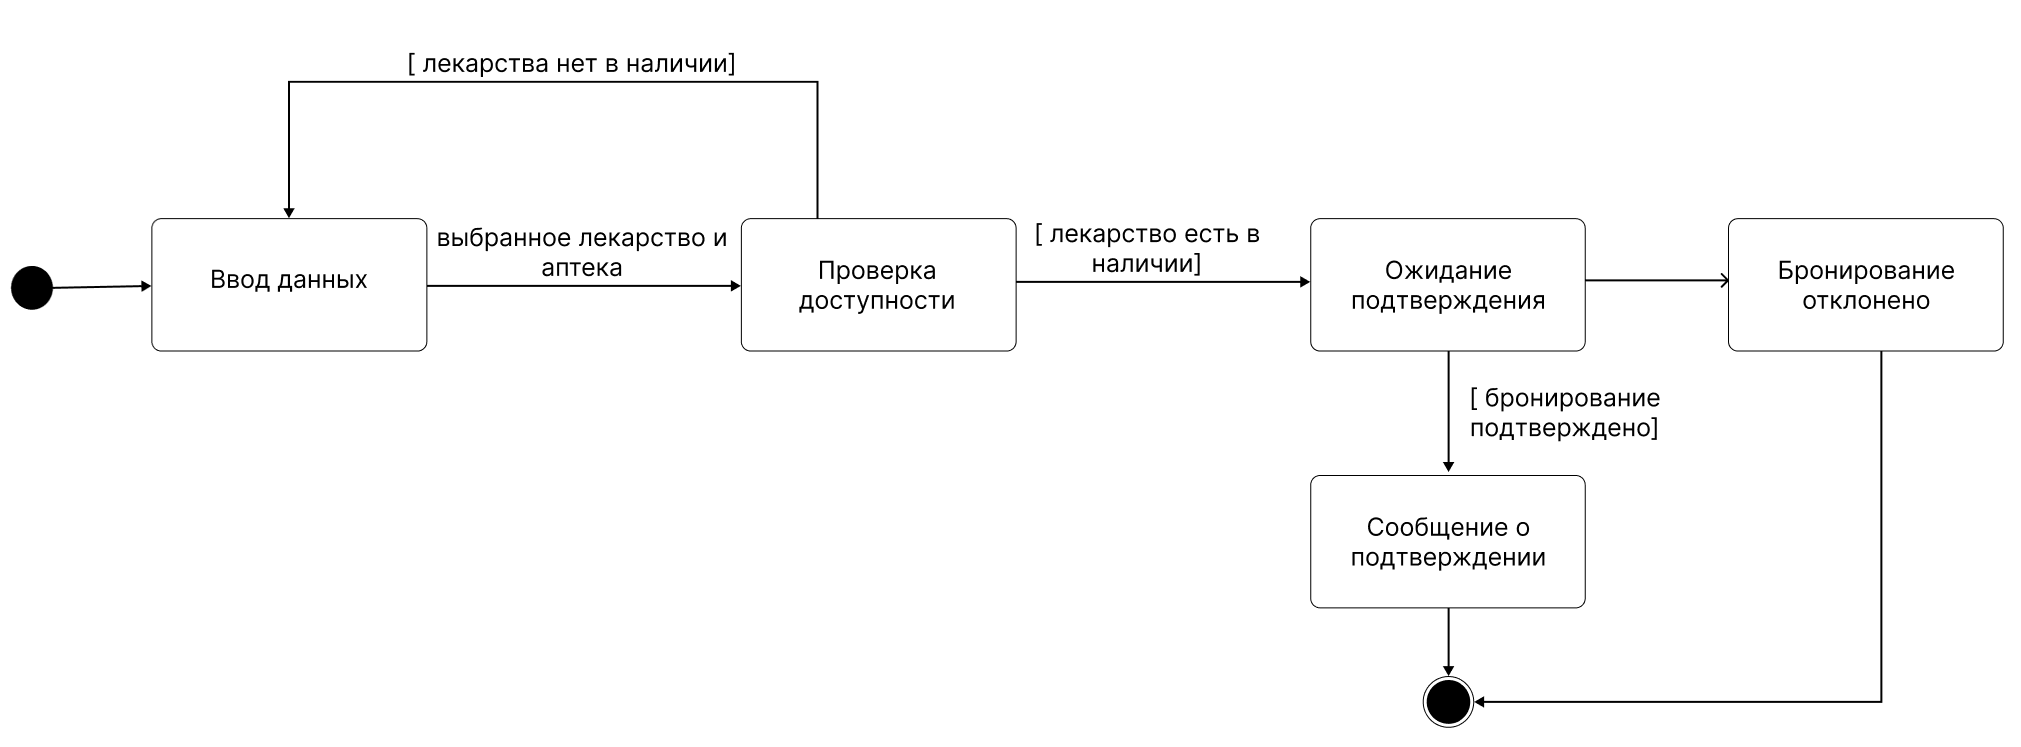 [ лекарства нет в наличии]
Ввод данных
выбранное лекарство и
аптека
Проверка
доступности
[ лекарство есть в
наличии]
Ожидание
подтверждения
Бронирование
отклонено
[ бронирование
подтверждено]
Сообщение о
подтверждении